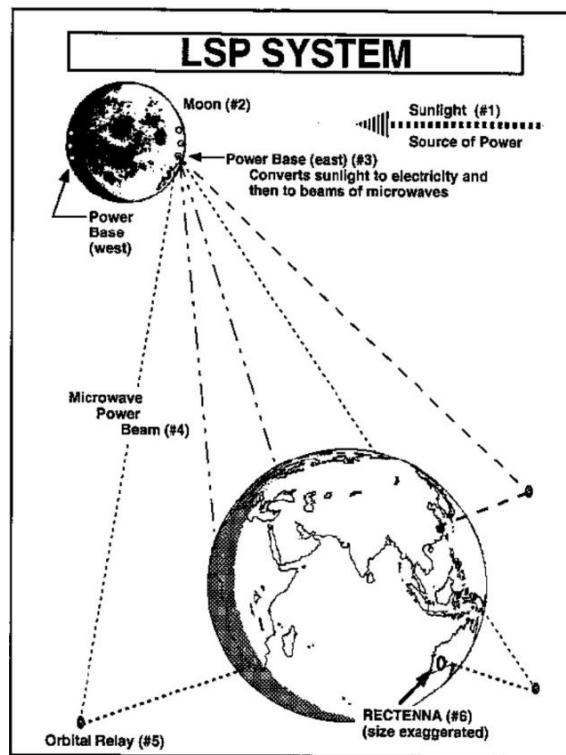 LSP SYSTEM
Moon (#2)
Sunlight (#1)
Source of Power
Power Base (east) (#3)
Converts sunlight to electricity and
then to beams of microwaves
Power
Base
(west)
Microwave
Power
Beam (#4)
RECTENNA (#6)
(size exaggerated)
Orbital Relay (#5)